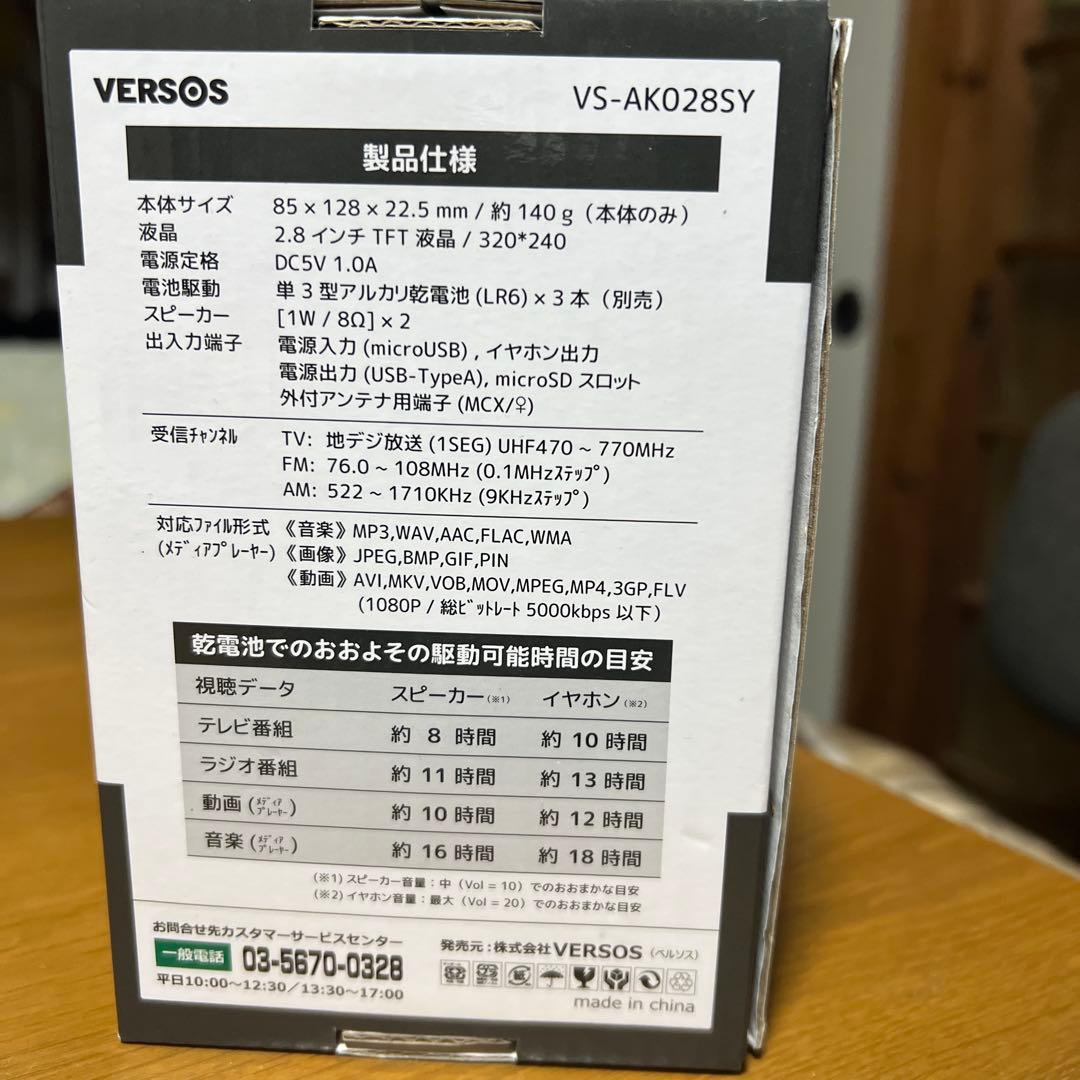 VERSOS
VS-AK028SY
製品仕様
本体サイズ 85 × 128 × 22.5 mm / 約 140 g（本体のみ）
液晶 2.8 インチ TFT 液晶 / 320*240
電源定格 DC5V 1.0A
電池駆動 単 3 型アルカリ乾電池 (LR6) × 3 本（別売）
スピーカー [1W / 8Ω] × 2
出入力端子 電源入力 (microUSB) , イヤホン出力
電源出力 (USB-TypeA), microSD スロット
外付アンテナ用端子 (MCX/♀)
受信ﾁｬﾝﾈﾙ TV: 地デジ放送 (1SEG) UHF470 ~ 770MHz
FM: 76.0 ~ 108MHz (0.1MHzｽﾃｯﾌﾟ)
AM: 522 ~ 1710KHz (9KHzｽﾃｯﾌﾟ)
対応ﾌｧｲﾙ形式 《音楽》MP3,WAV,AAC,FLAC,WMA
(ﾒﾃﾞｨｱﾌﾟﾚｰﾔｰ) 《画像》JPEG,BMP,GIF,PIN
《動画》AVI,MKV,VOB,MOV,MPEG,MP4,3GP,FLV
(1080P / 総ﾋﾞｯﾄﾚｰﾄ 5000kbps 以下)
乾電池でのおおよその駆動可能時間の目安
視聴データ スピーカー(※1) イヤホン(※2)
テレビ番組 約 8 時間 約 10 時間
ラジオ番組 約 11 時間 約 13 時間
動画 (ﾒﾃﾞｨｱﾌﾟﾚｰﾔｰ) 約 10 時間 約 12 時間
音楽 (ﾒﾃﾞｨｱﾌﾟﾚｰﾔｰ) 約 16 時間 約 18 時間
(※1) スピーカー音量：中（Vol = 10）でのおおまかな目安
(※2) イヤホン音量：最大（Vol = 20）でのおおまかな目安
お問合せ先カスタマーサービスセンター
一般電話 03-5670-0328
平日10:00～12:30／13:30～17:00
発売元：株式会社VERSOS（ベルソス）
made in china